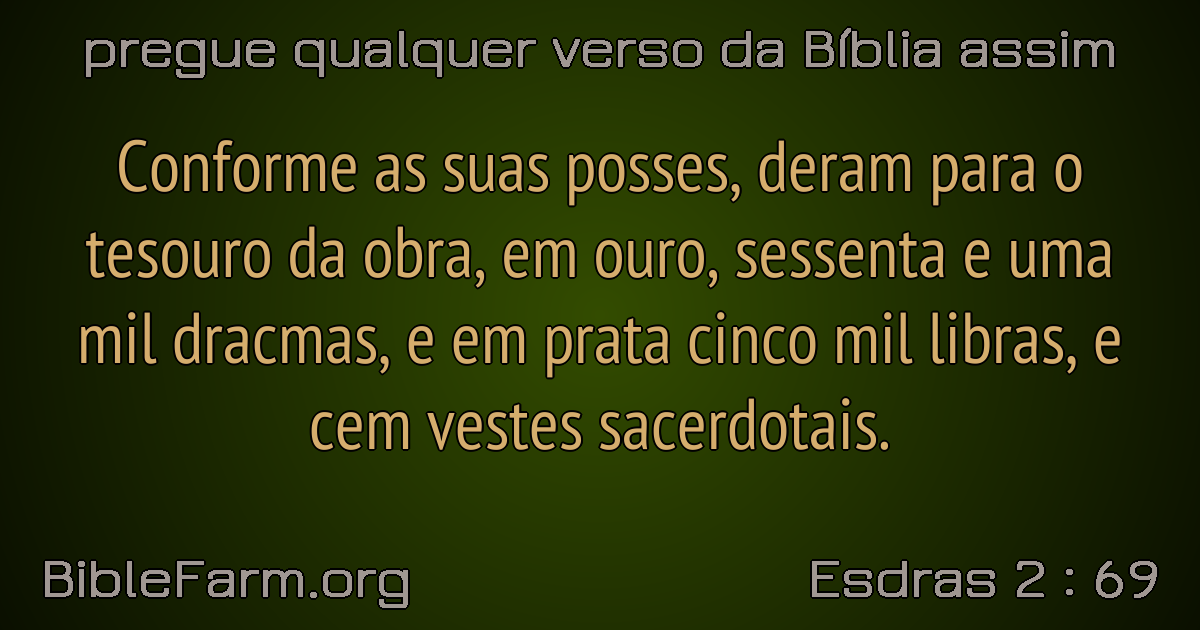 pregue qualquer verso da Bíblia assim
Conforme as suas posses, deram para o
tesouro da obra, em ouro, sessenta e uma
mil dracmas, e em prata cinco mil libras, e
cem vestes sacerdotais.
BibleFarm.org
Esdras 2 : 69